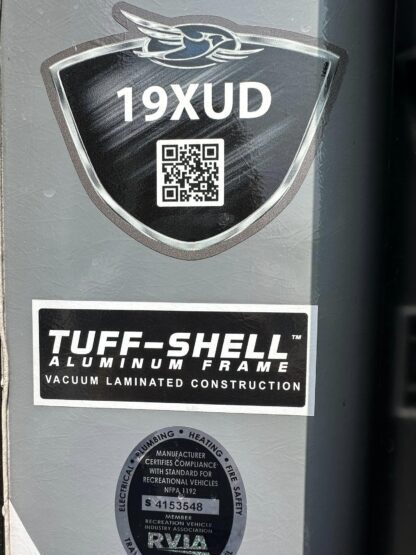 19XUD
TUFF-SHELL™
ALUMINUM FRAME
VACUUM LAMINATED CONSTRUCTION
ELECTRICAL • PLUMBING • HEATING • FIRE SAFETY
MANUFACTURER
CERTIFIES COMPLIANCE
WITH STANDARD FOR
RECREATIONAL VEHICLES
NFPA 1192
S 4153548
MEMBER
RECREATION VEHICLE
INDUSTRY ASSOCIATION
RVIA